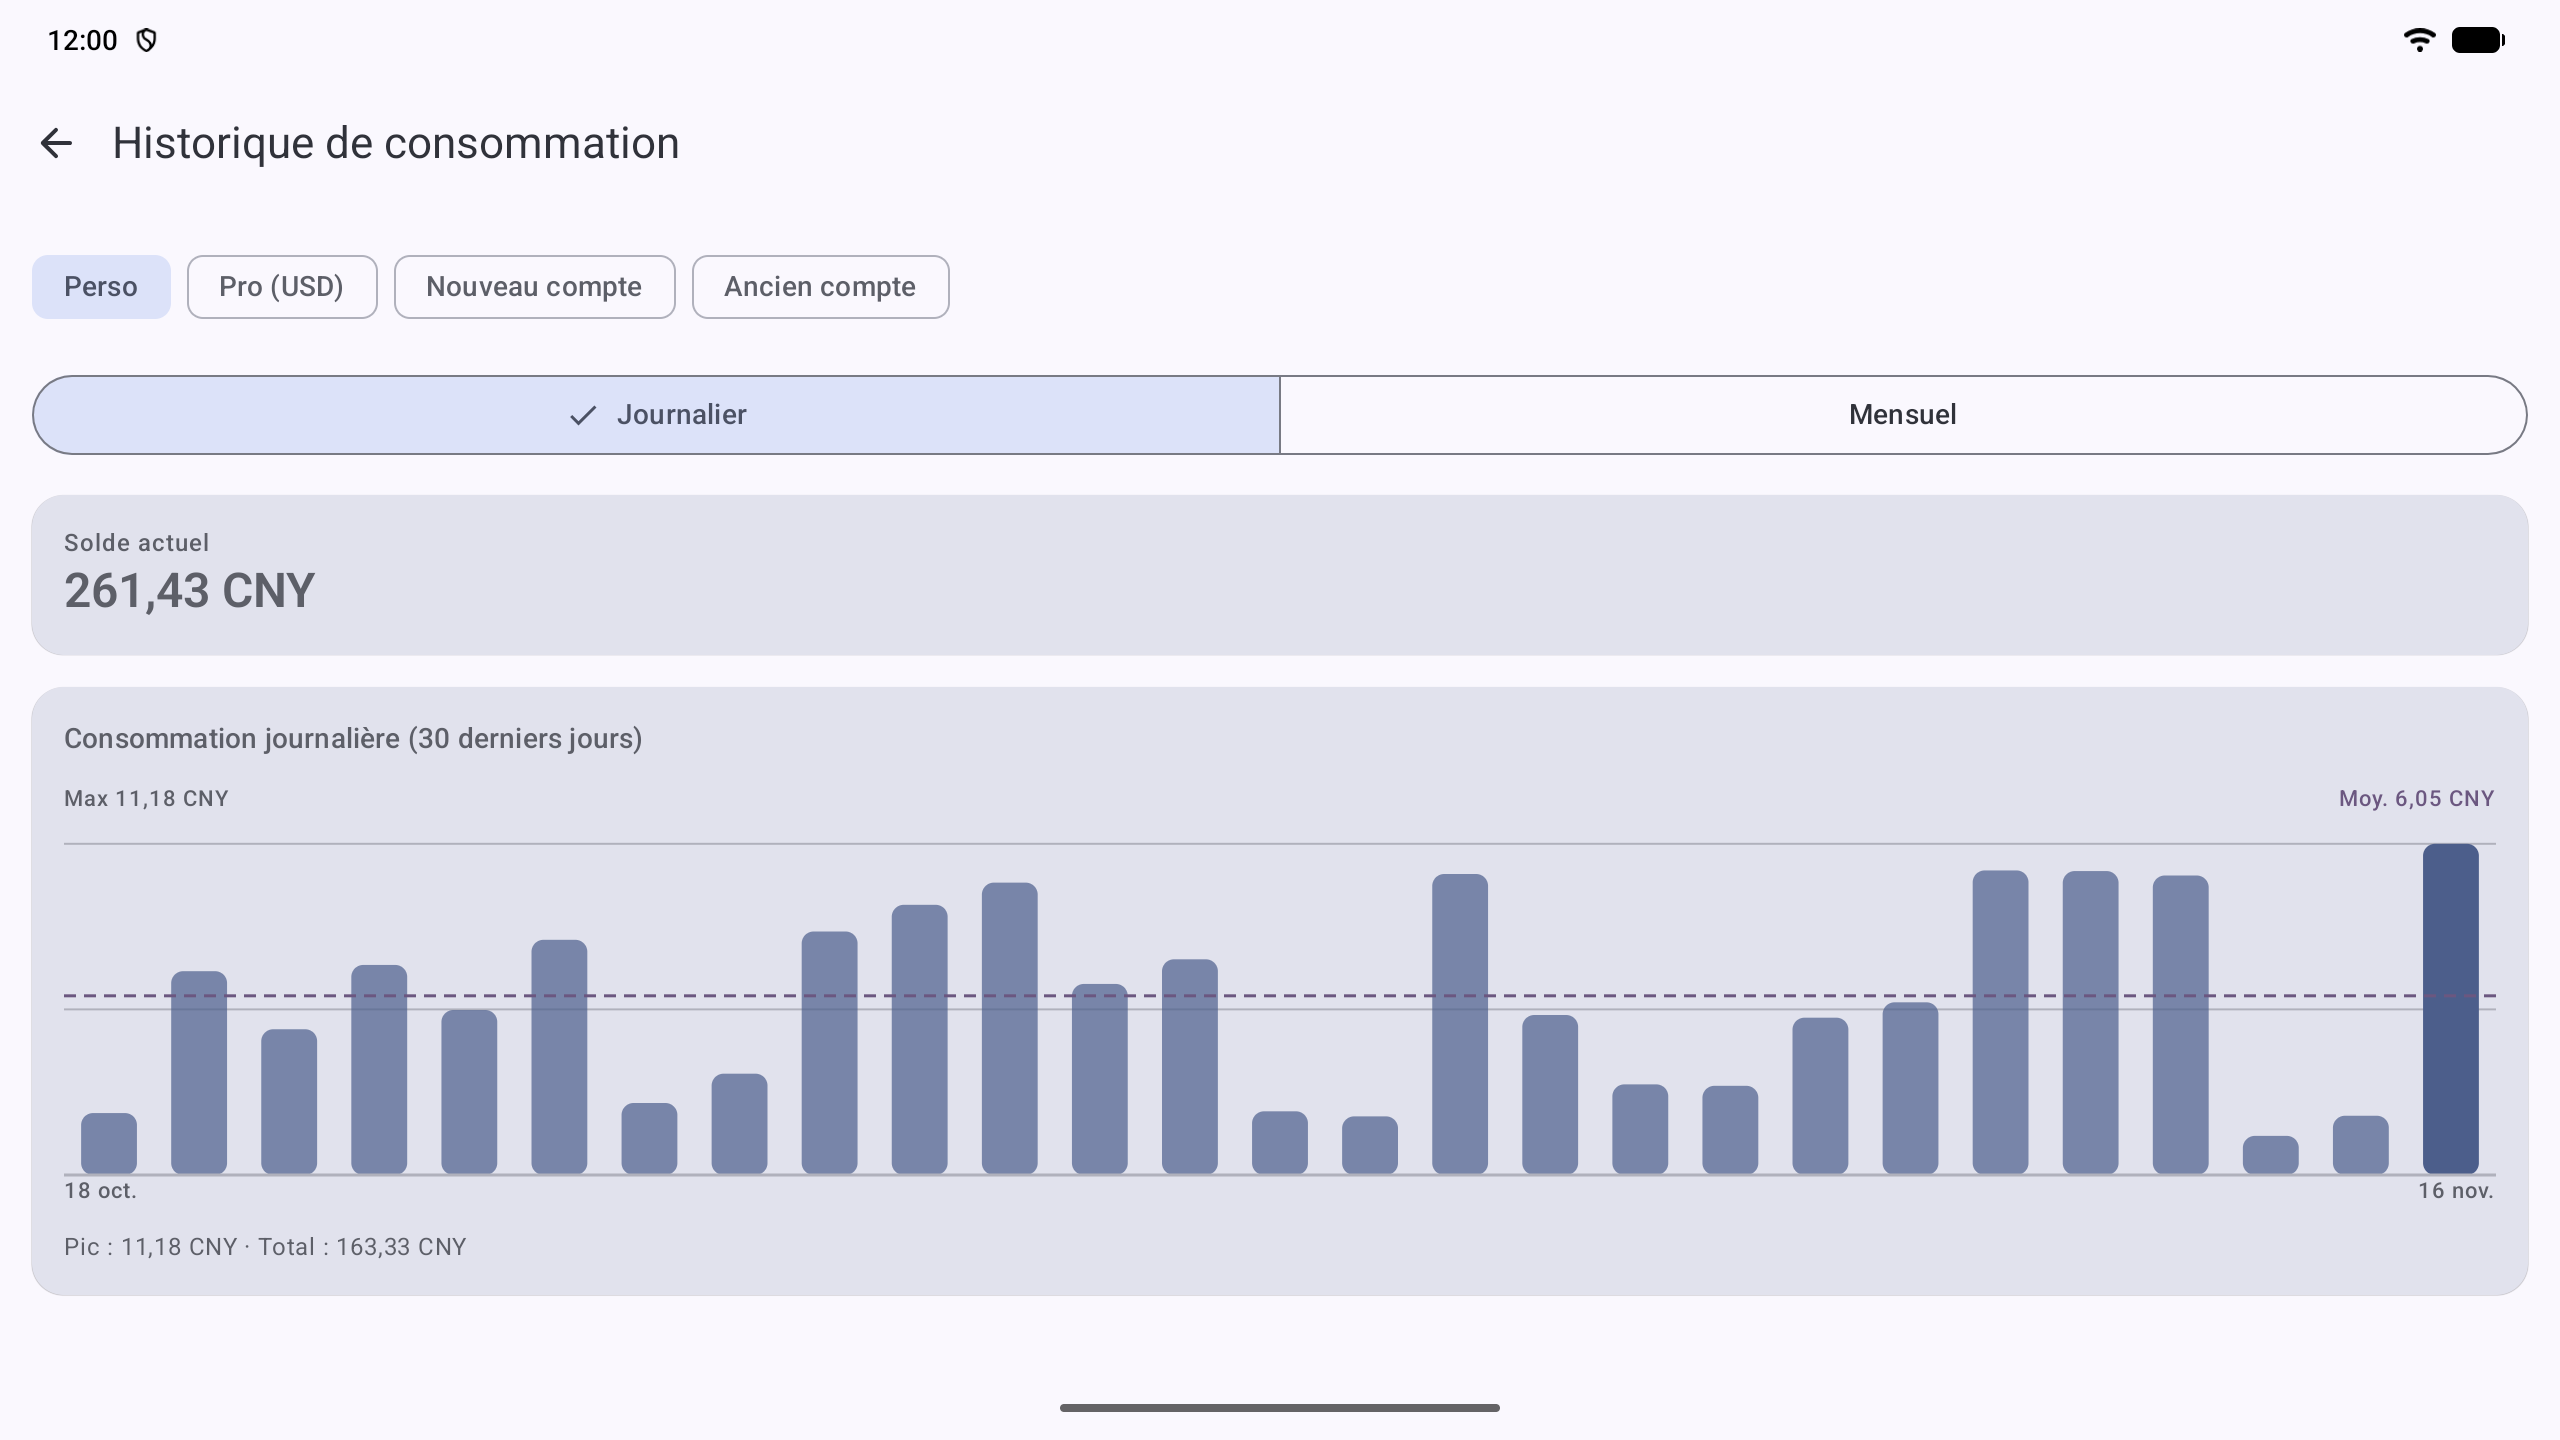 12:00
Historique de consommation
Perso
Pro (USD)
Nouveau compte
Ancien compte
Journalier
Mensuel
Solde actuel
261,43 CNY
Consommation journalière (30 derniers jours)
Max 11,18 CNY
Moy. 6,05 CNY
18 oct.
16 nov.
Pic : 11,18 CNY · Total : 163,33 CNY